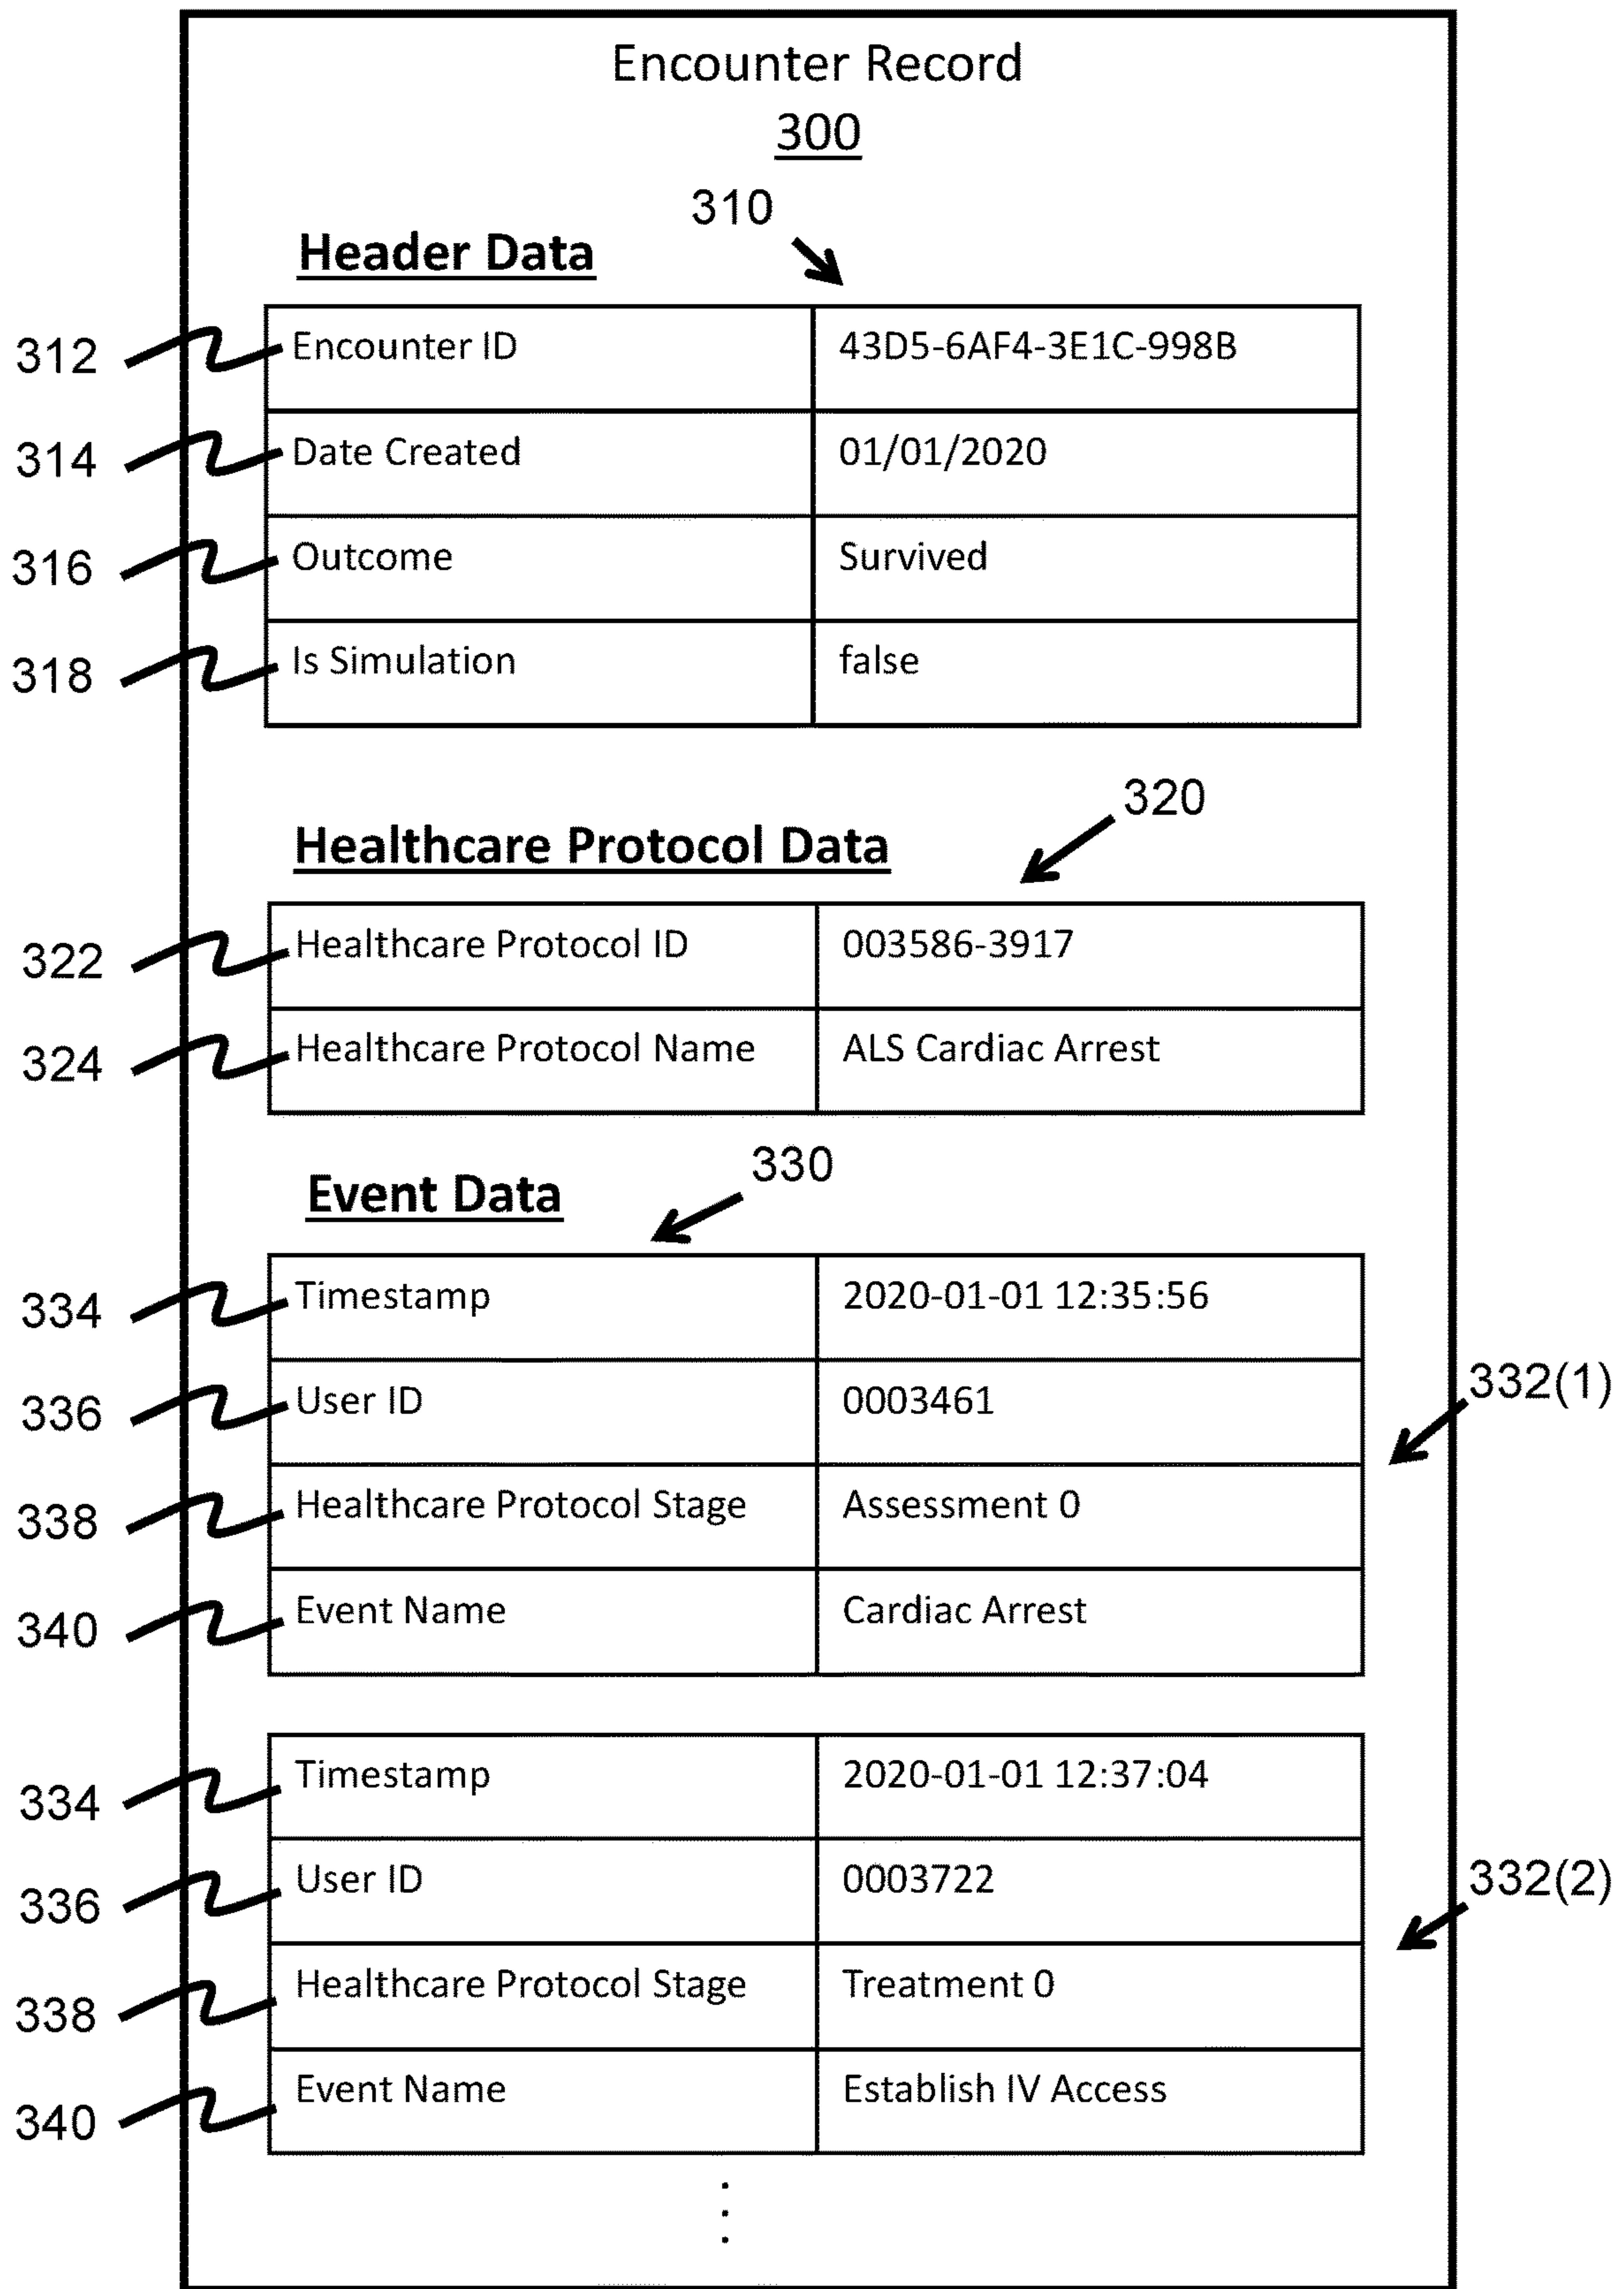 Encounter Record
300
310
Header Data
312 Encounter ID 43D5-6AF4-3E1C-998B
314 Date Created 01/01/2020
316 Outcome Survived
318 Is Simulation false
320
Healthcare Protocol Data
322 Healthcare Protocol ID 003586-3917
324 Healthcare Protocol Name ALS Cardiac Arrest
330
Event Data
334 Timestamp 2020-01-01 12:35:56
332(1)
336 User ID 0003461
338 Healthcare Protocol Stage Assessment 0
340 Event Name Cardiac Arrest
334 Timestamp 2020-01-01 12:37:04
332(2)
336 User ID 0003722
338 Healthcare Protocol Stage Treatment 0
340 Event Name Establish IV Access